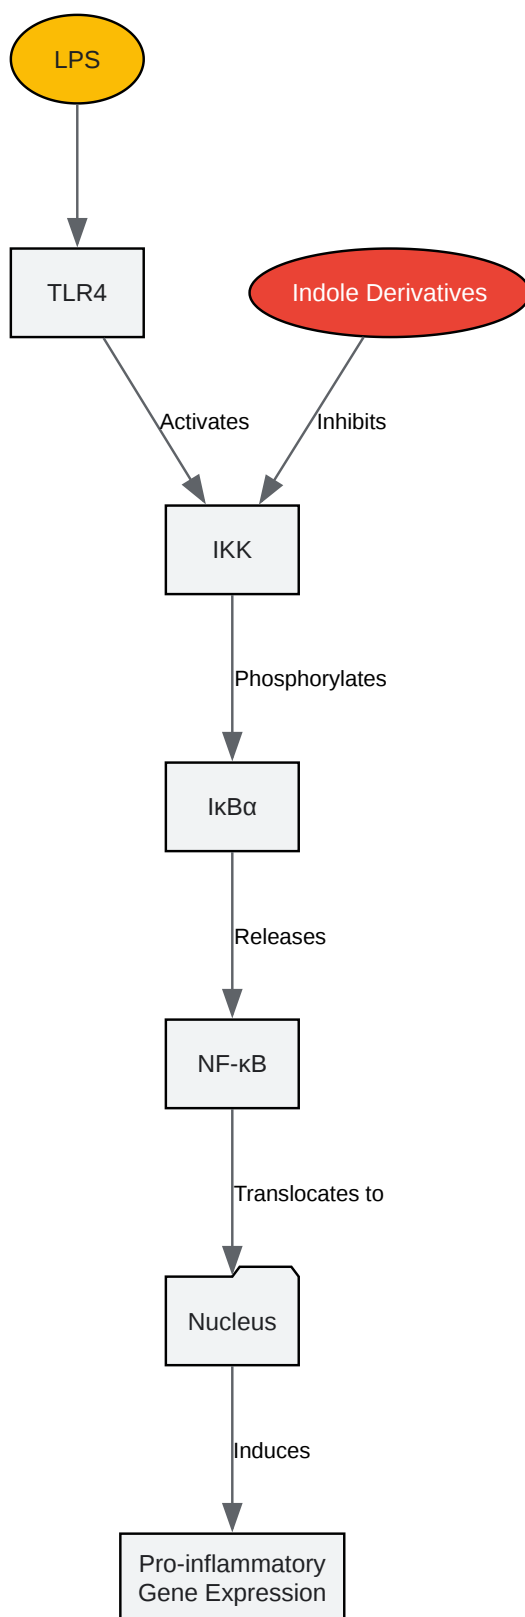 LPS
TLR4
Indole Derivatives
Activates
Inhibits
IKK
Phosphorylates
IκBα
Releases
NF-κB
Translocates to
Nucleus
Induces
Pro-inflammatory
Gene Expression